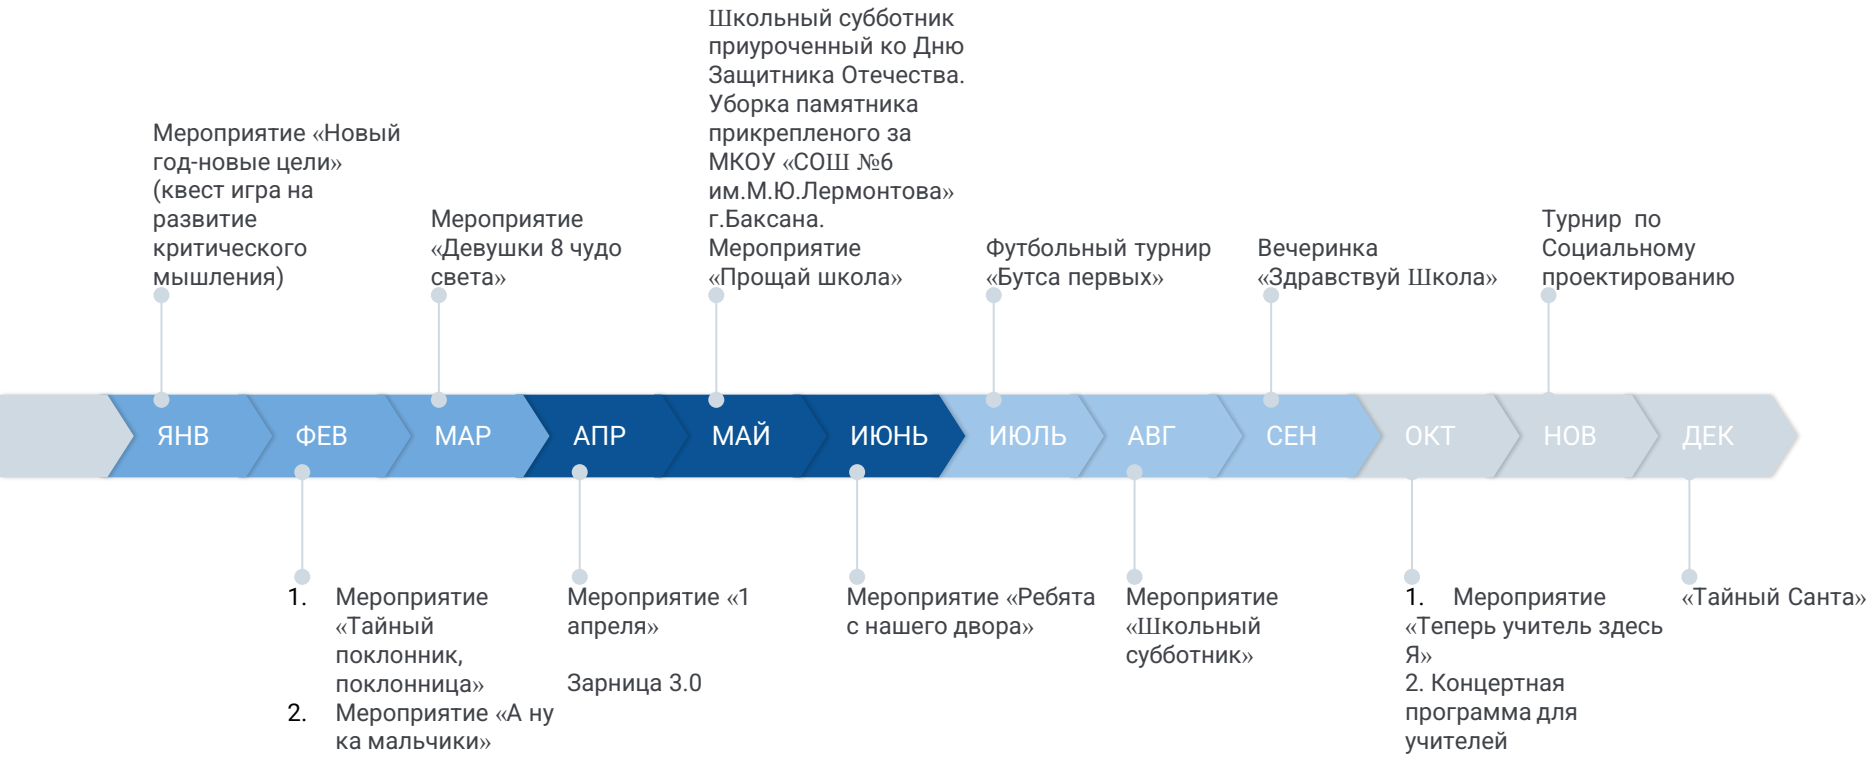 Школьный субботник
приуроченный ко Дню
Защитника Отечества.
Уборка памятника
прикрепленого за
МКОУ «СОШ №6
им.М.Ю.Лермонтова»
г.Баксана.
Мероприятие
«Прощай школа»
Мероприятие «Новый
год-новые цели»
(квест игра на
развитие
критического
мышления)
Мероприятие
«Девушки 8 чудо
света»
Футбольный турнир
«Бутса первых»
Вечеринка
«Здравствуй Школа»
Турнир по
Социальному
проектированию
ЯНВ ФЕВ МАР АПР МАЙ ИЮНЬ ИЮЛЬ АВГ СЕН ОКТ НОВ ДЕК
1. Мероприятие
«Тайный
поклонник,
поклонница»
2. Мероприятие «А ну
ка мальчики»
Мероприятие «1
апреля»
Зарница 3.0
Мероприятие «Ребята
с нашего двора»
Мероприятие
«Школьный
субботник»
1. Мероприятие
«Теперь учитель здесь
Я»
2. Концертная
программа для
учителей
«Тайный Санта»